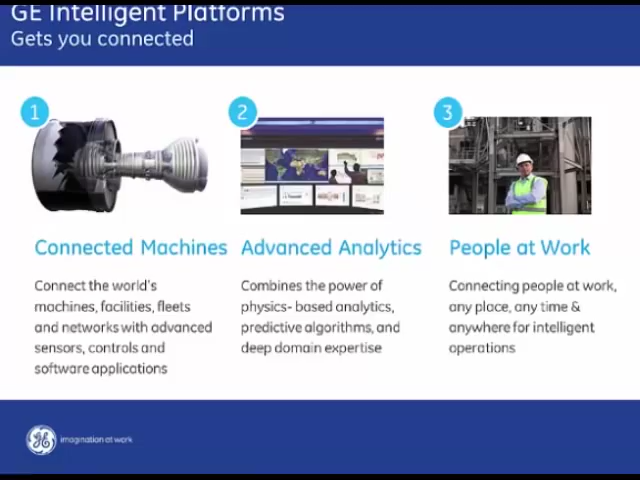 GE Intelligent Platforms
Gets you connected
1
2
3
Connected Machines
Connect the world's
machines, facilities, fleets
and networks with advanced
sensors, controls and
software applications
Advanced Analytics
Combines the power of
physics- based analytics,
predictive algorithms, and
deep domain expertise
People at Work
Connecting people at work,
any place, any time &
anywhere for intelligent
operations
GE
imagination at work